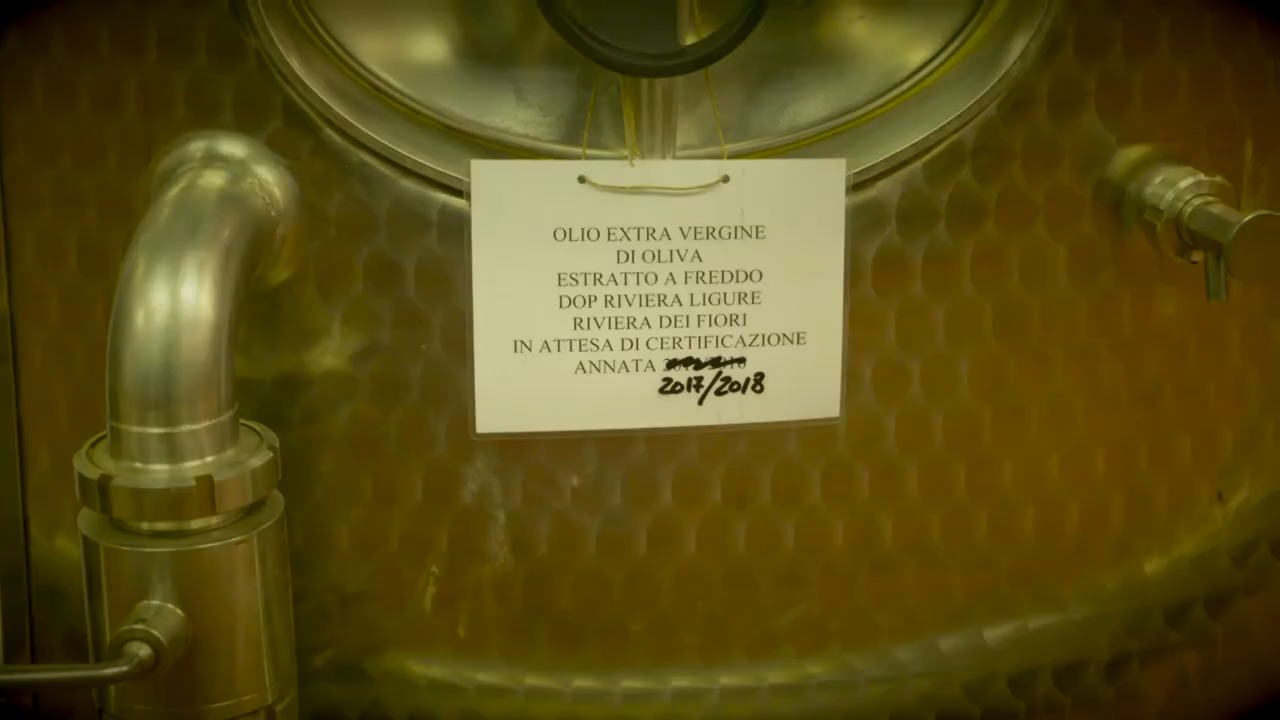 OLIO EXTRA VERGINE
DI OLIVA
ESTRATTO A FREDDO
DOP RIVIERA LIGURE
RIVIERA DEI FIORI
IN ATTESA DI CERTIFICAZIONE
ANNATA
2017/2018